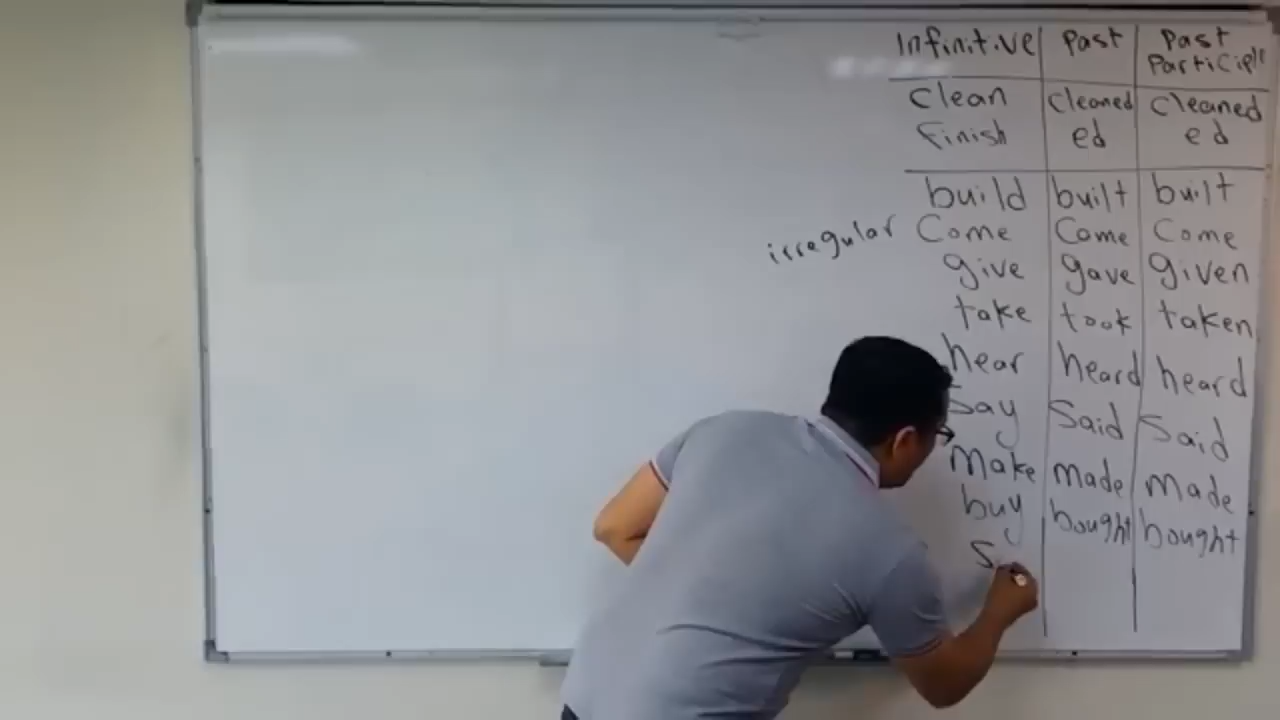 Infinitive Past Past Participle
Clean Cleaned Cleaned
Finish ed ed
build built built
irregular Come Came Come
give gave given
take took taken
hear heard heard
Say Said Said
Make Made Made
buy bought bought
S